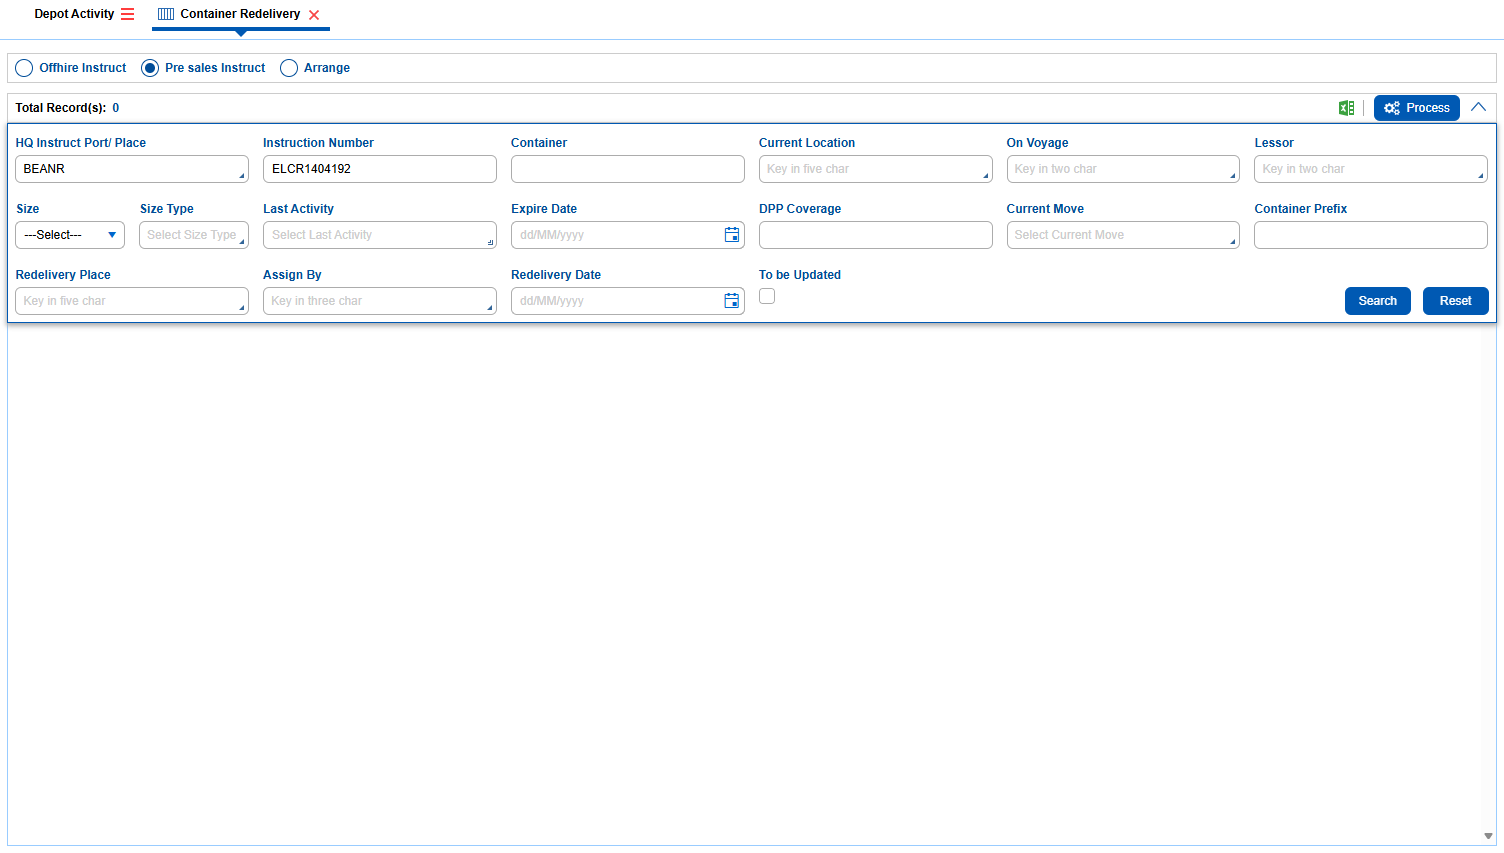 Depot Activity Container Redelivery
Offhire Instruct Pre sales Instruct Arrange
Total Record(s): 0 Process
HQ Instruct Port/ Place Instruction Number Container Current Location On Voyage Lessor
BEANR ELCR1404192 Key in five char Key in two char Key in two char
Size Size Type Last Activity Expire Date DPP Coverage Current Move Container Prefix
---Select--- Select Size Type Select Last Activity dd/MM/yyyy Select Current Move
Redelivery Place Assign By Redelivery Date To be Updated
Key in five char Key in three char dd/MM/yyyy Search Reset